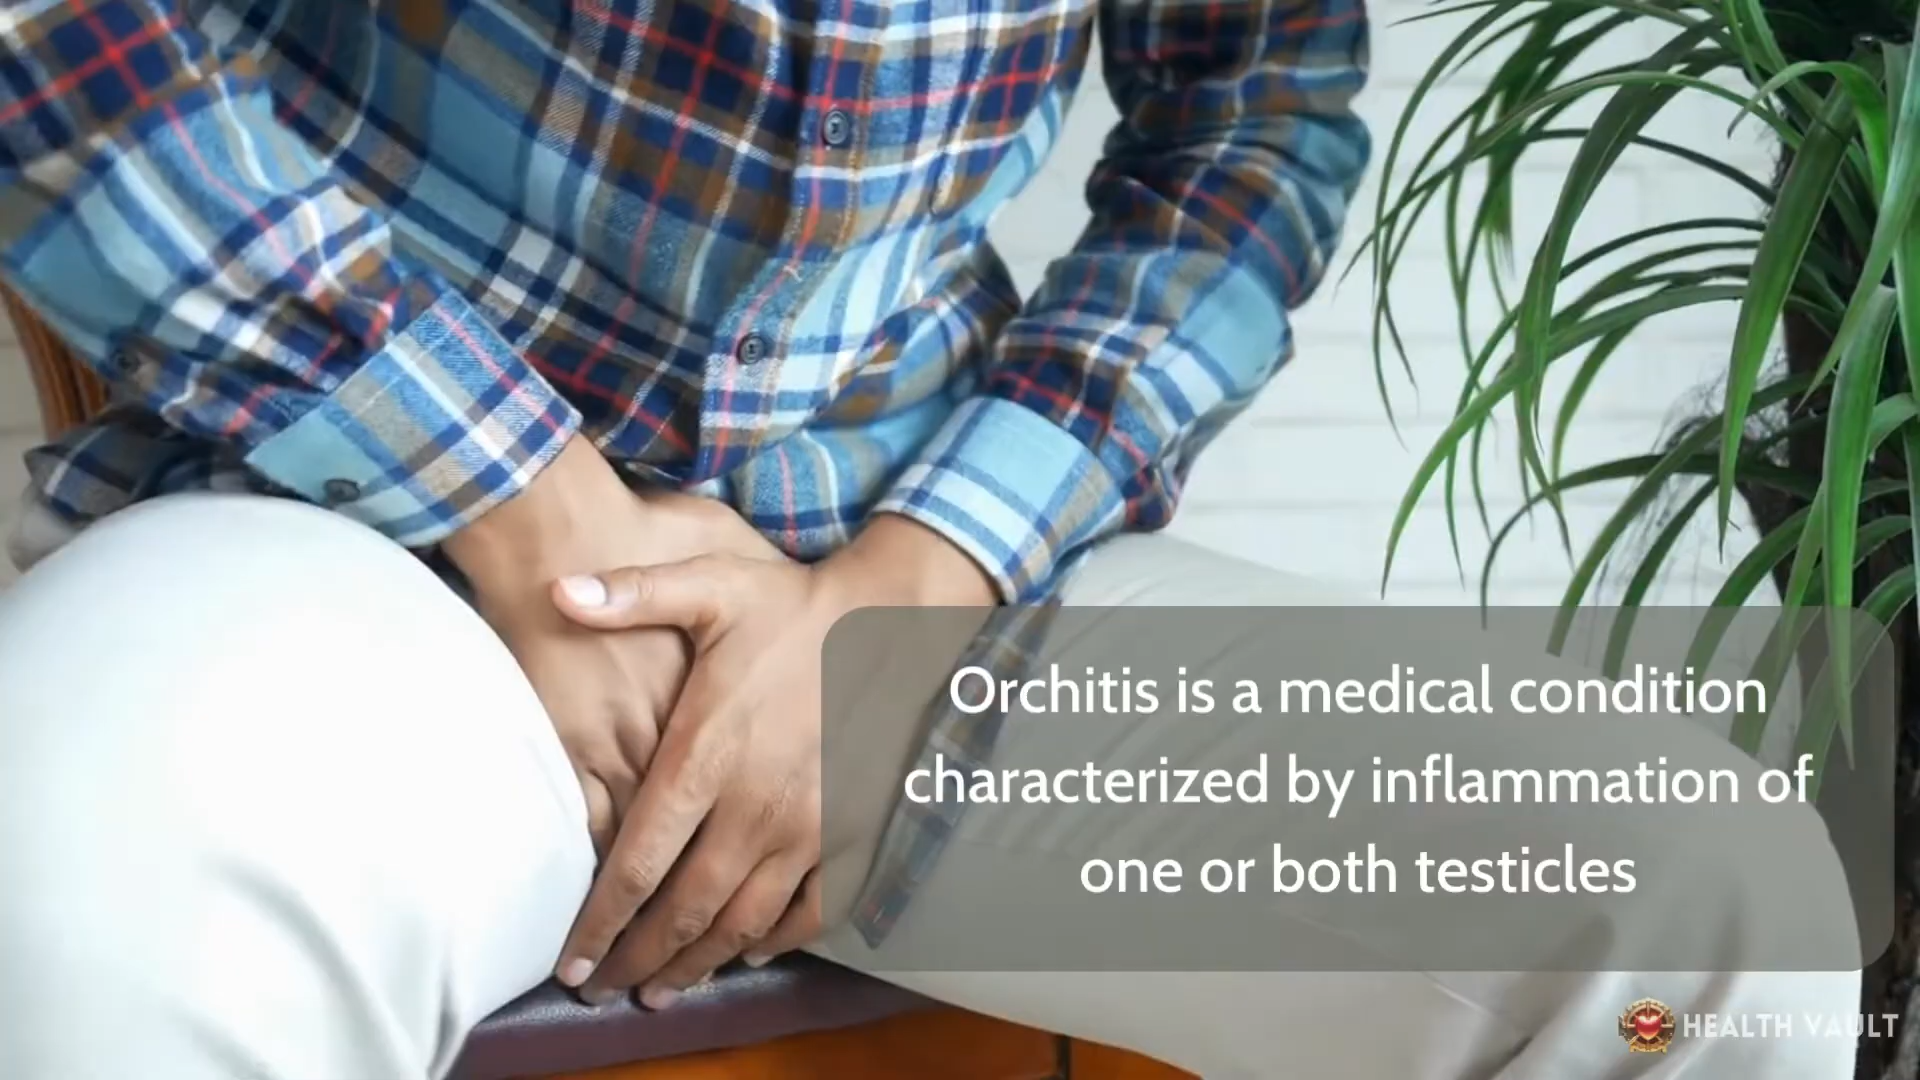 Orchitis is a medical condition
characterized by inflammation of
one or both testicles
HEALTH VAULT